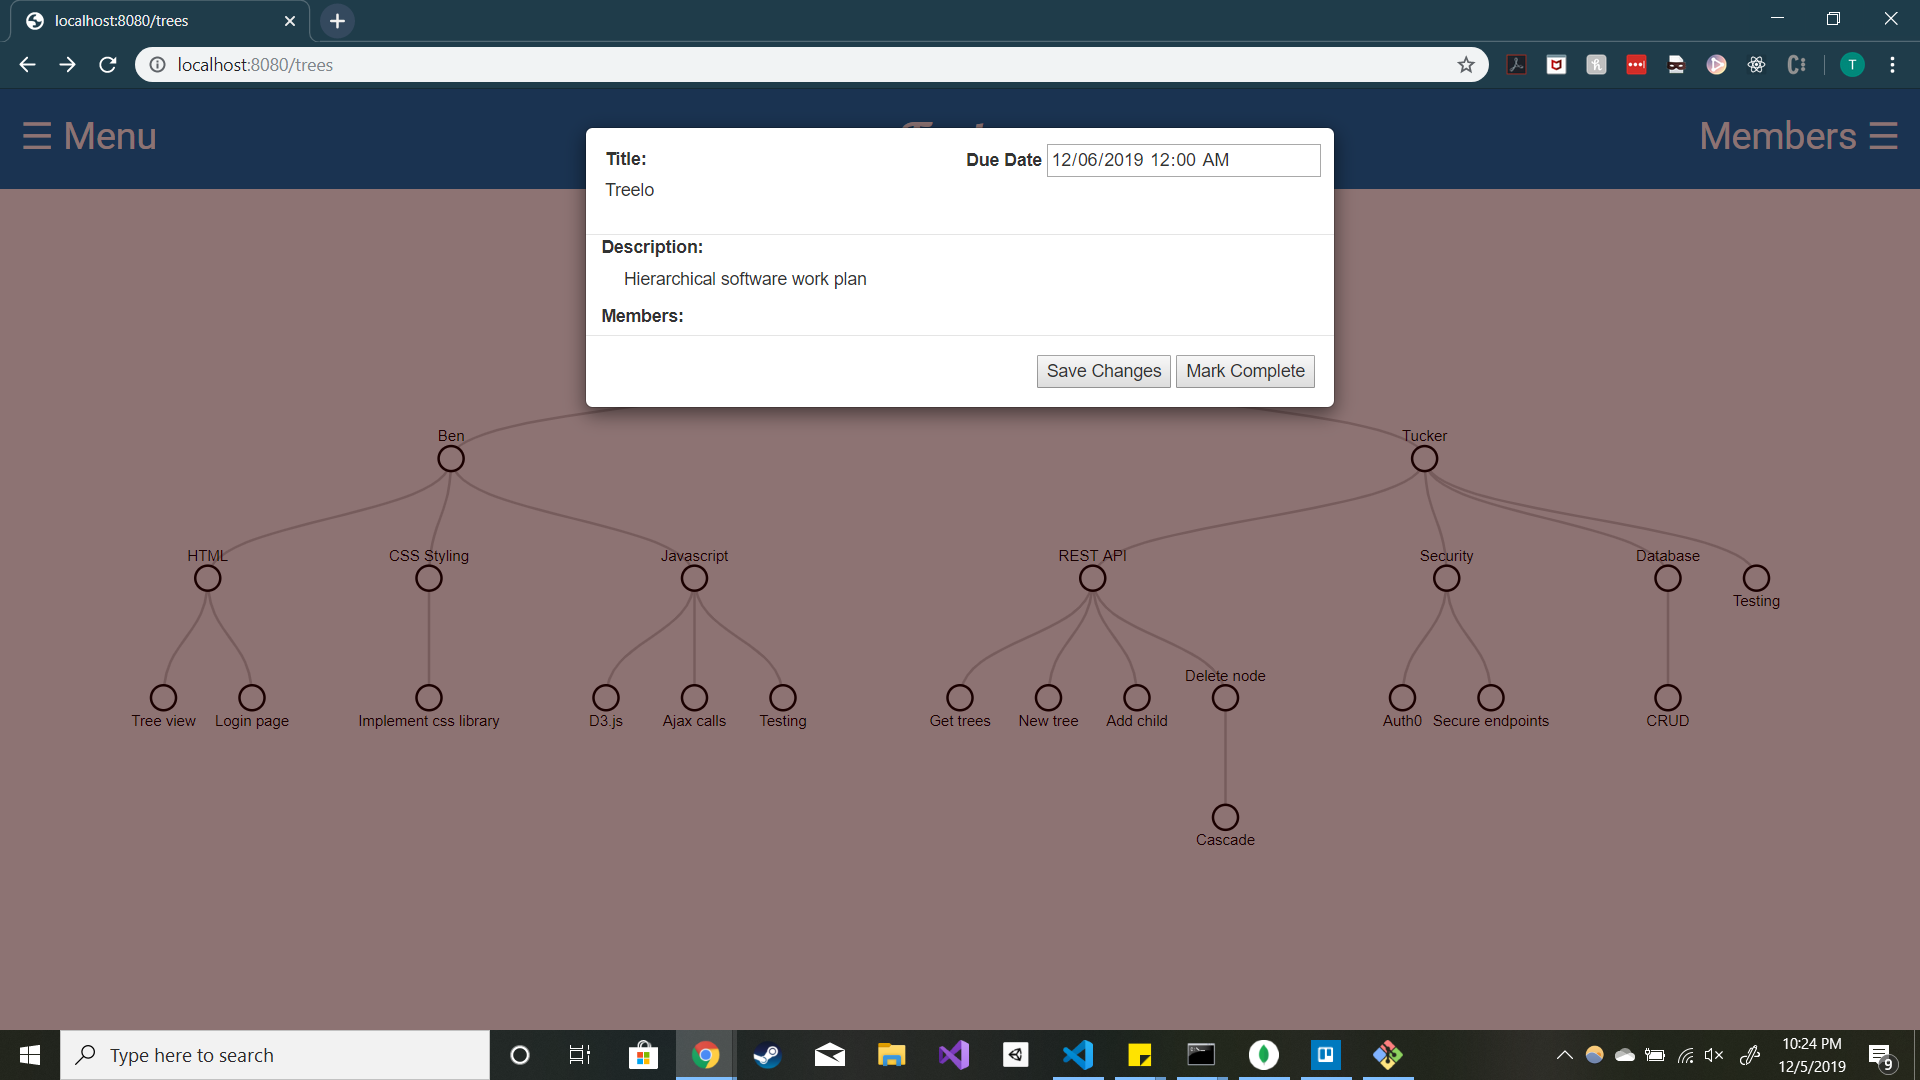 localhost:8080/trees
localhost:8080/trees
T
☰ Menu
Members ☰
Title:
Due Date 12/06/2019 12:00 AM
Treelo
Description:
Hierarchical software work plan
Members:
Save Changes
Mark Complete
Ben
Tucker
HTML
CSS Styling
Javascript
REST API
Security
Database
Testing
Delete node
Tree view
Login page
Implement css library
D3.js
Ajax calls
Testing
Get trees
New tree
Add child
Auth0
Secure endpoints
CRUD
Cascade
Type here to search
10:24 PM
12/5/2019
9